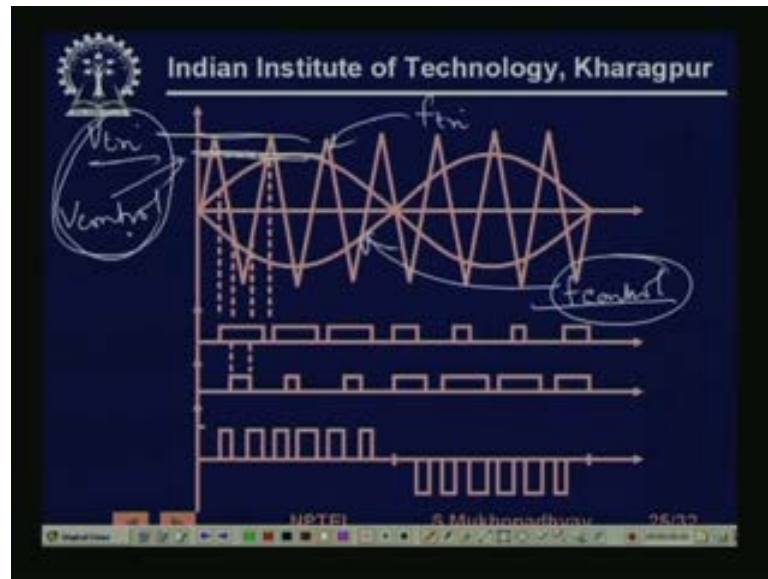 Indian Institute of Technology, Kharagpur
Vtri
ftri
Vcontrol
fcontrol
NPTEL S.Mukhopadhyay 25/32